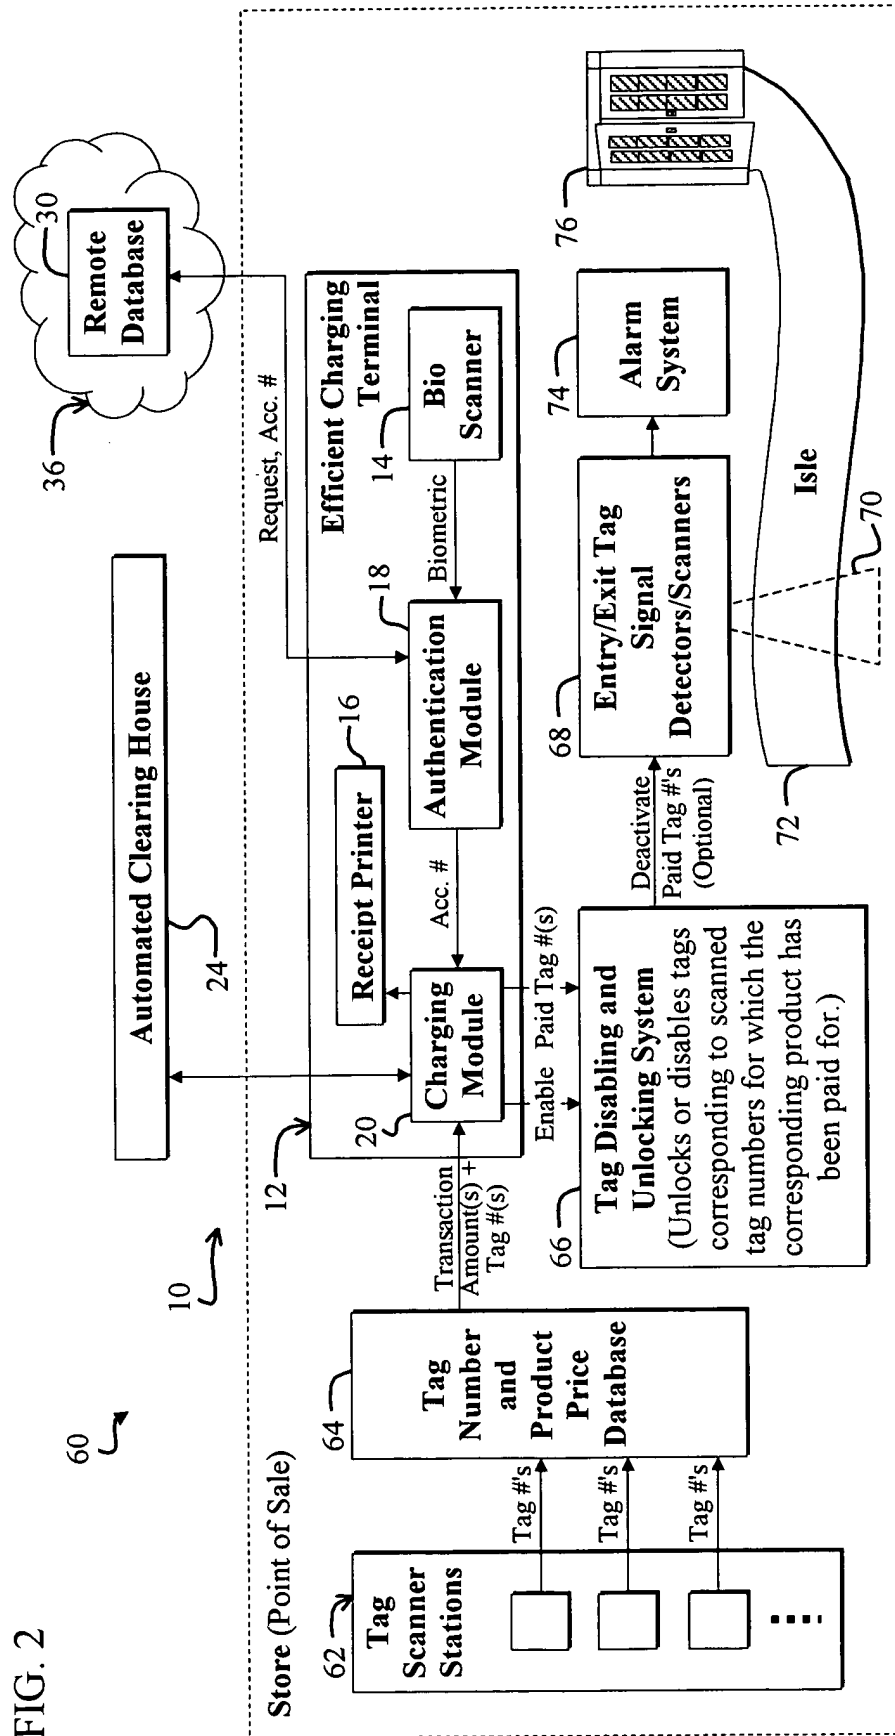 FIG. 2
60
10
Automated Clearing House
24
36
30
Remote
Database
Request, Acc. #
Store (Point of Sale)
12
Efficient Charging
Terminal
Receipt Printer
16
20
Charging
Module
Acc. #
18
Authentication
Module
Biometric
14
Bio
Scanner
62
Tag
Scanner
Stations
Tag #'s
Tag #'s
Tag #'s
64
Tag
Number
and
Product
Price
Database
Transaction
Amount(s) +
Tag #(s)
Enable
Paid Tag #(s)
66
Tag Disabling and
Unlocking System
(Unlocks or disables tags
corresponding to scanned
tag numbers for which the
corresponding product has
been paid for.)
Deactivate
Paid Tag #'s
(Optional)
68
Entry/Exit Tag
Signal
Detectors/Scanners
74
Alarm
System
76
72
Isle
70